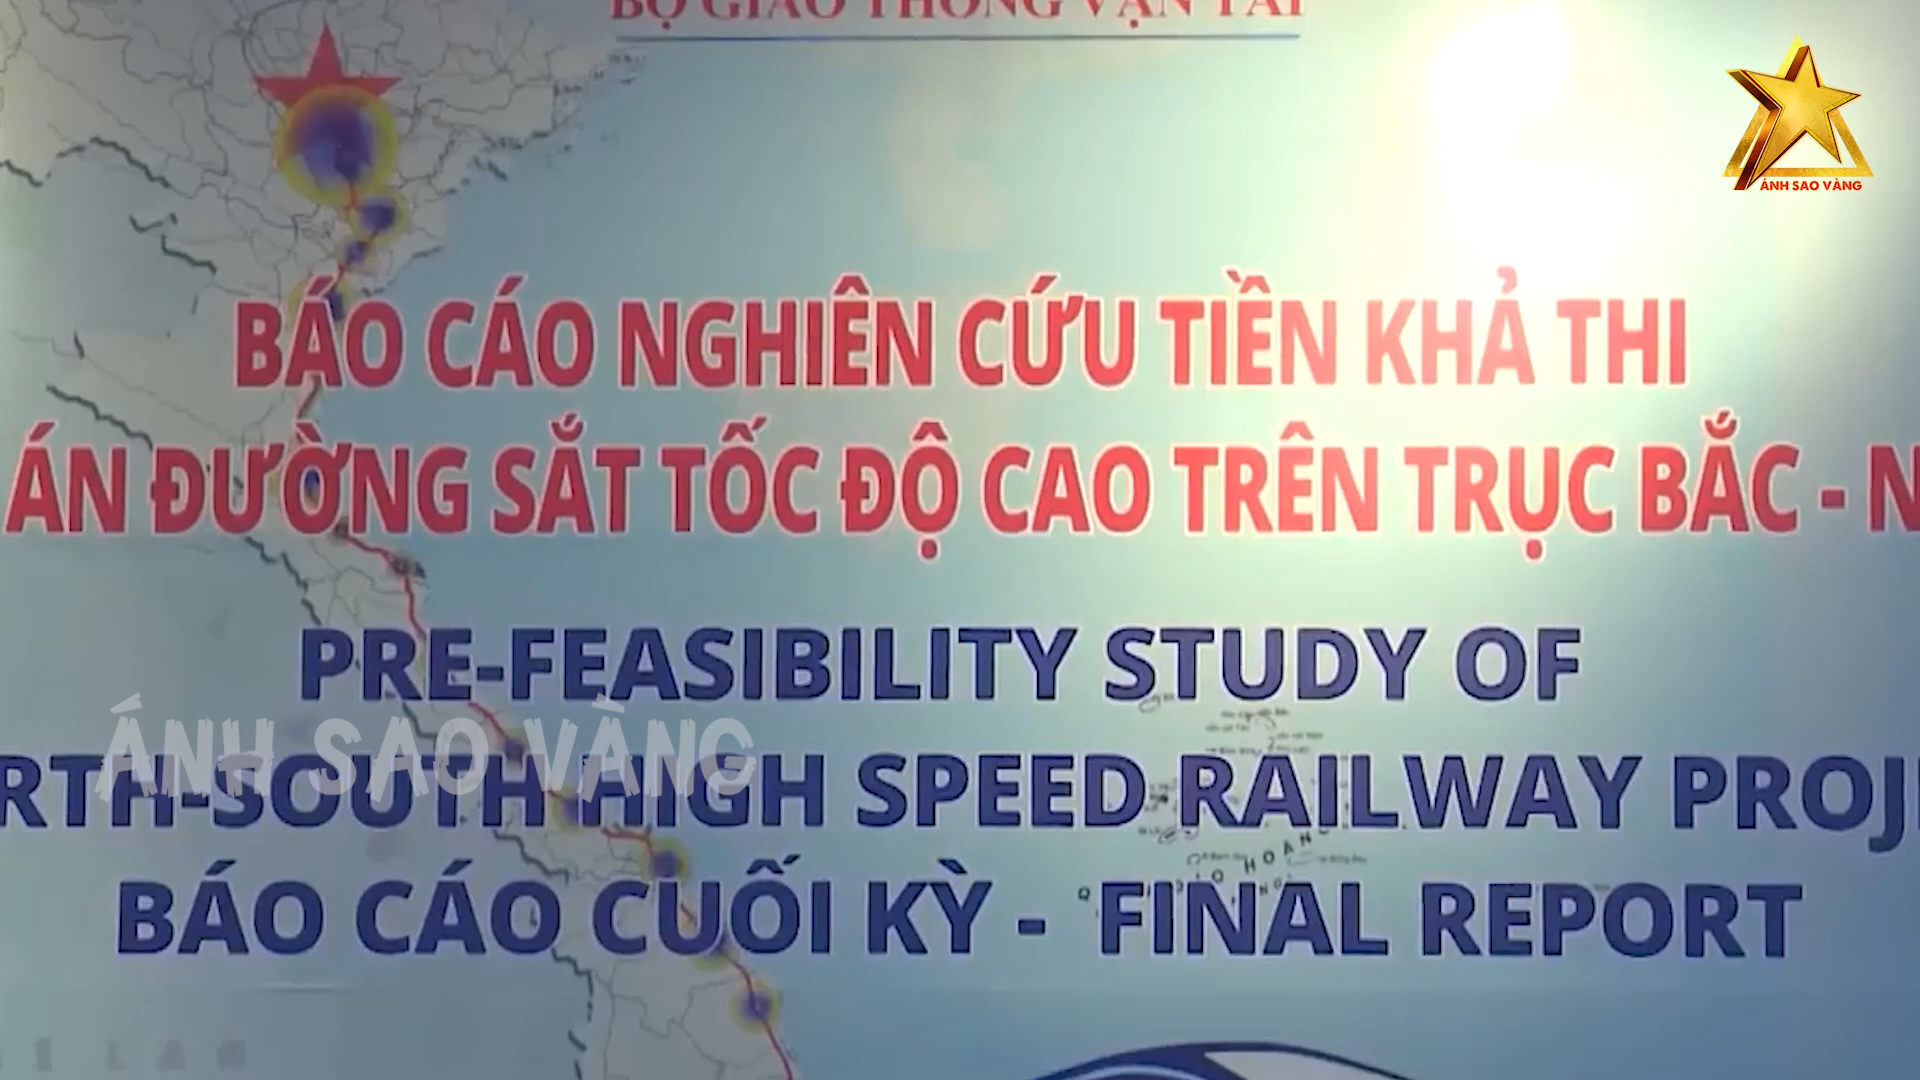 BỘ GIAO THÔNG VẬN TẢI
ÁNH SAO VÀNG
BÁO CÁO NGHIÊN CỨU TIỀN KHẢ THI
ÁN ĐƯỜNG SẮT TỐC ĐỘ CAO TRÊN TRỤC BẮC - N
PRE-FEASIBILITY STUDY OF
ÁNH SAO VÀNG
RTH-SOUTH HIGH SPEED RAILWAY PROJ
BÁO CÁO CUỐI KỲ - FINAL REPORT